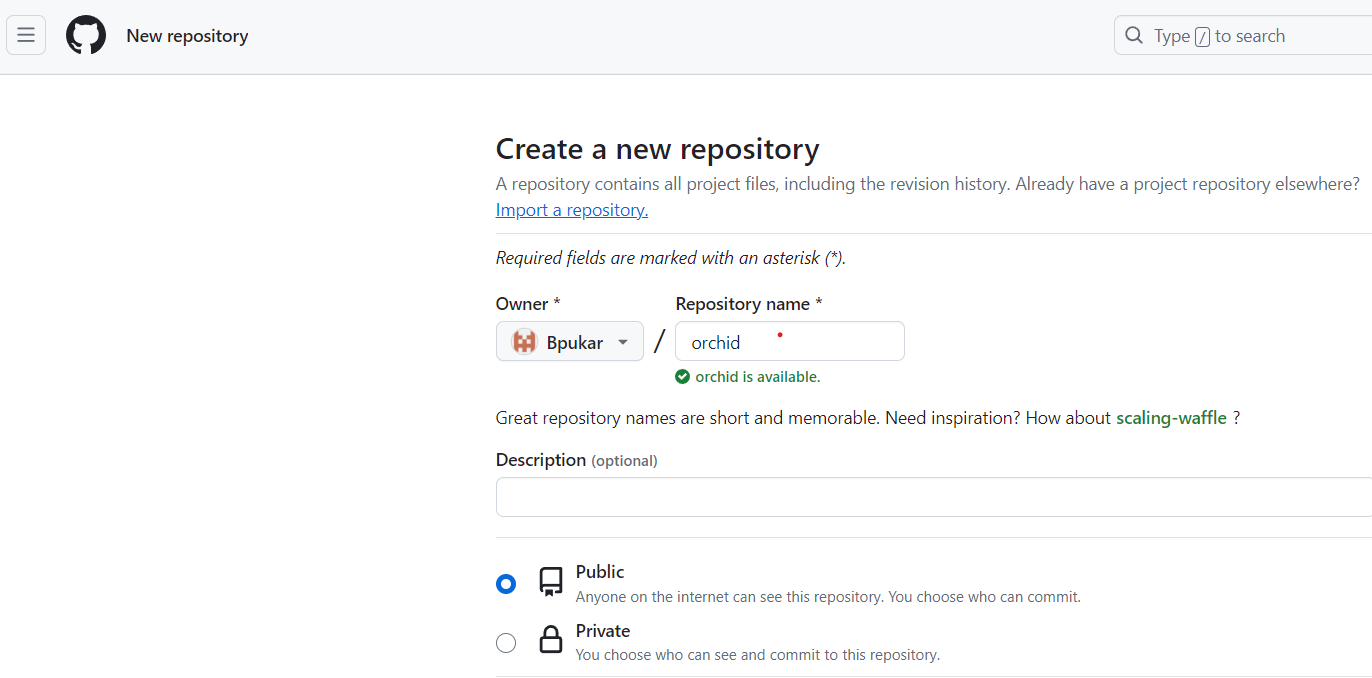 New repository
Type / to search
Create a new repository
A repository contains all project files, including the revision history. Already have a project repository elsewhere?
Import a repository.
Required fields are marked with an asterisk (*).
Owner * Repository name *
Bpukar / orchid
orchid is available.
Great repository names are short and memorable. Need inspiration? How about scaling-waffle ?
Description (optional)
Public
Anyone on the internet can see this repository. You choose who can commit.
Private
You choose who can see and commit to this repository.